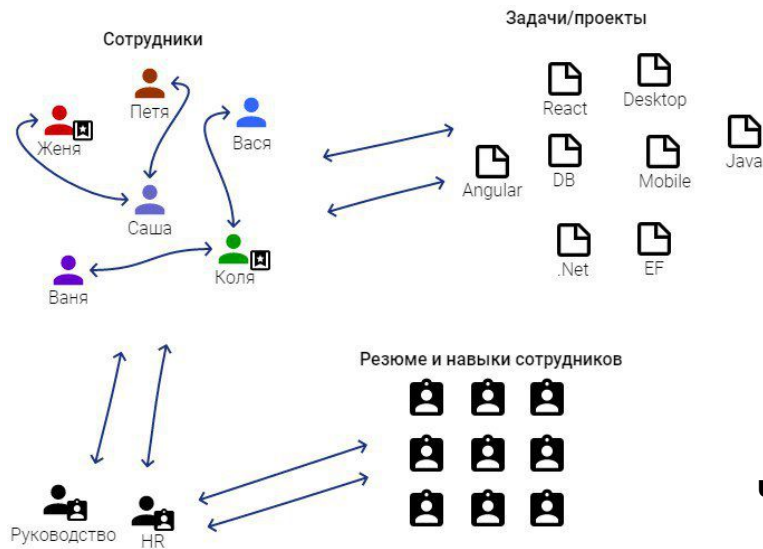 Задачи/проекты
Сотрудники
Петя
Женя
Вася
Саша
Коля
Ваня
React
Desktop
Java
Angular
DB
Mobile
.Net
EF
Резюме и навыки сотрудников
Руководство
HR